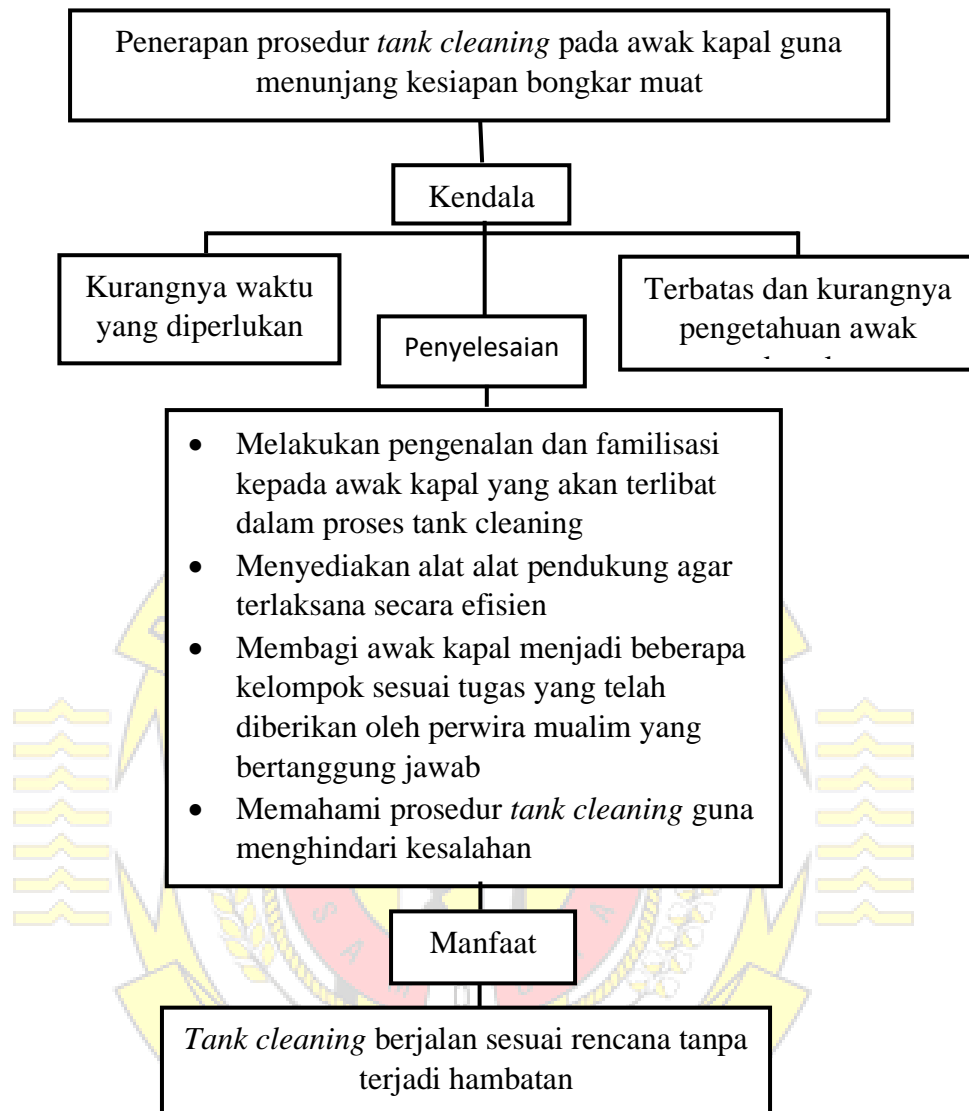 Penerapan prosedur tank cleaning pada awak kapal guna
menunjang kesiapan bongkar muat
Kendala
Kurangnya waktu
yang diperlukan
Terbatas dan kurangnya
pengetahuan awak
Penyelesaian
• Melakukan pengenalan dan familisasi
kepada awak kapal yang akan terlibat
dalam proses tank cleaning
• Menyediakan alat alat pendukung agar
terlaksana secara efisien
• Membagi awak kapal menjadi beberapa
kelompok sesuai tugas yang telah
diberikan oleh perwira mualim yang
bertanggung jawab
• Memahami prosedur tank cleaning guna
menghindari kesalahan
Manfaat
Tank cleaning berjalan sesuai rencana tanpa
terjadi hambatan